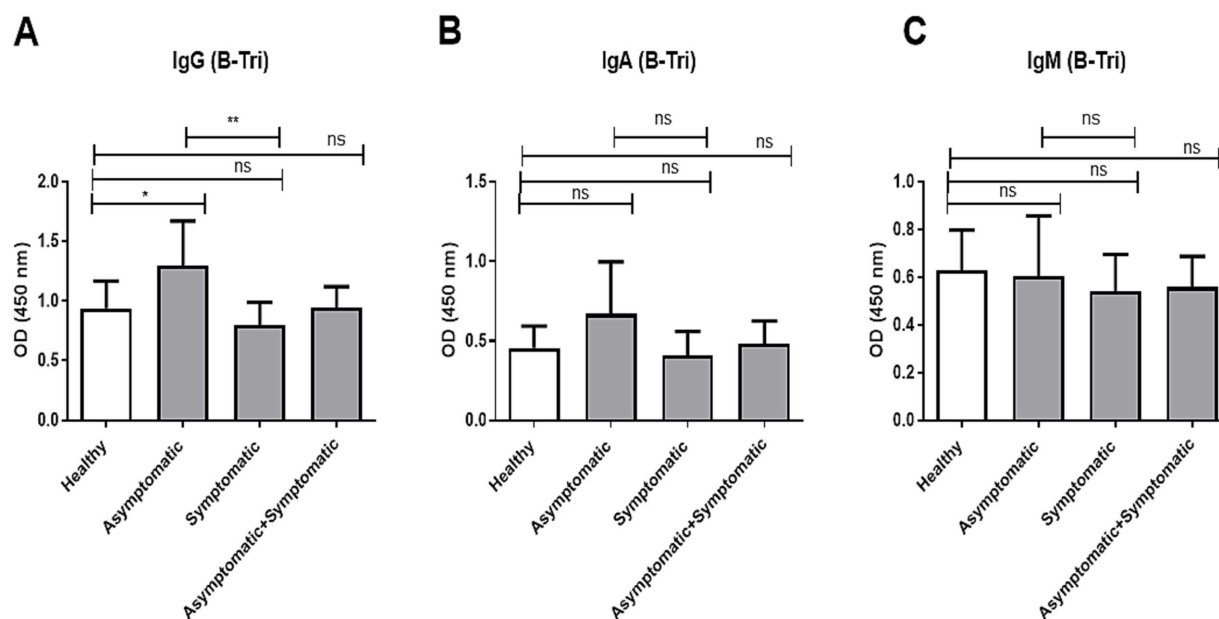 A
IgG (B-Tri)
**
ns
ns
*
2.0
1.5
1.0
0.5
0.0
OD (450 nm)
Healthy
Asymptomatic
Symptomatic
Asymptomatic+Symptomatic
B
IgA (B-Tri)
ns
ns
ns
ns
1.5
1.0
0.5
0.0
OD (450 nm)
Healthy
Asymptomatic
Symptomatic
Asymptomatic+Symptomatic
C
IgM (B-Tri)
ns
ns
ns
ns
1.0
0.8
0.6
0.4
0.2
0.0
OD (450 nm)
Healthy
Asymptomatic
Symptomatic
Asymptomatic+Symptomatic